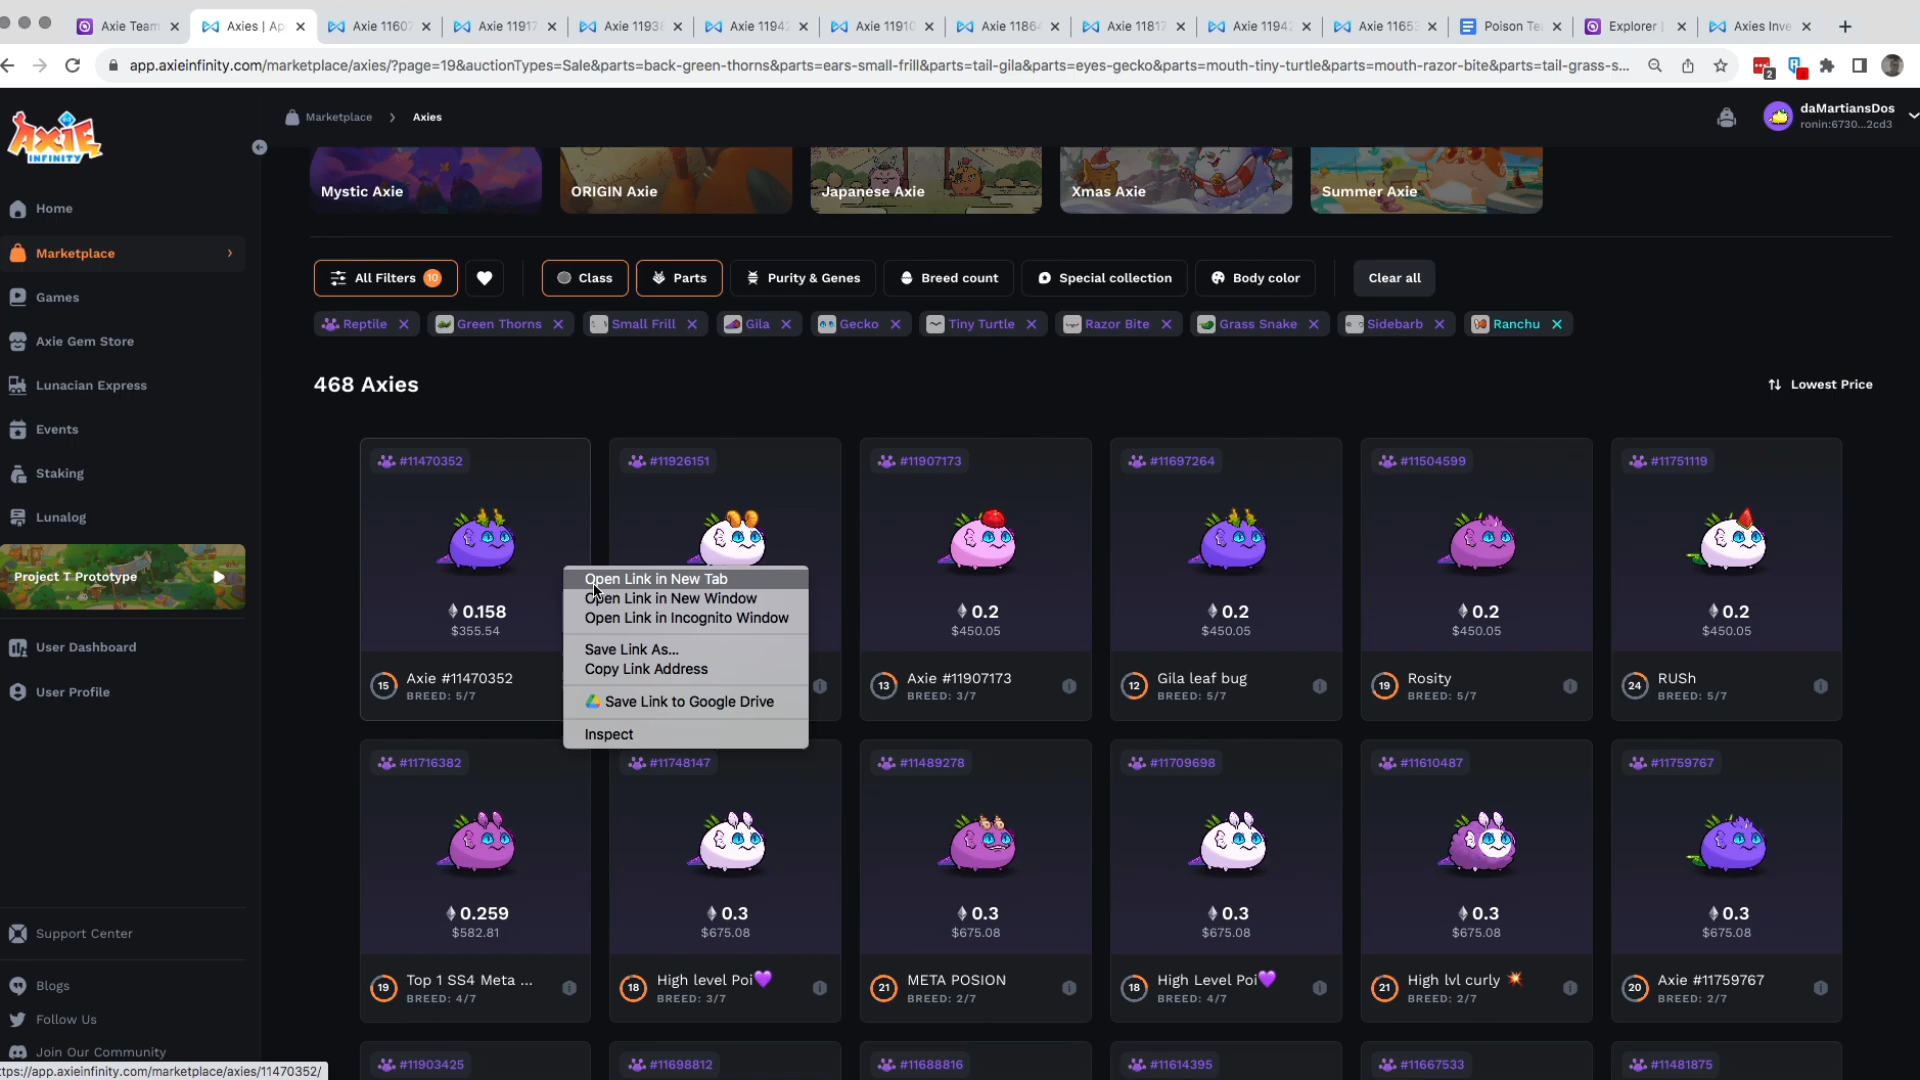 Axie Team
Axies | Ap
Axie 11607
Axie 11917
Axie 11938
Axie 11942
Axie 11910
Axie 11864
Axie 11817
Axie 11942
Axie 11653
Poison Te
Explorer |
Axies Inve
app.axieinfinity.com/marketplace/axies/?page=19&auctionTypes=Sale&parts=back-green-thorns&parts=ears-small-frill&parts=tail-gila&parts=eyes-gecko&parts=mouth-tiny-turtle&parts=mouth-razor-bite&parts=tail-grass-s...
2
AXIE
INFINITY
Marketplace
Axies
daMartiansDos
ronin:6730...2cd3
Home
Marketplace
Games
Axie Gem Store
Lunacian Express
Events
Staking
Lunalog
Project T Prototype
User Dashboard
User Profile
Support Center
Blogs
Follow Us
Join Our Community
Mystic Axie
ORIGIN Axie
Japanese Axie
Xmas Axie
Summer Axie
All Filters 10
Class
Parts
Purity & Genes
Breed count
Special collection
Body color
Clear all
Reptile
Green Thorns
Small Frill
Gila
Gecko
Tiny Turtle
Razor Bite
Grass Snake
Sidebarb
Ranchu
468 Axies
Lowest Price
#11470352
0.158
$355.54
15
Axie #11470352
BREED: 5/7
#11926151
Open Link in New Tab
Open Link in New Window
Open Link in Incognito Window
Save Link As...
Copy Link Address
Save Link to Google Drive
Inspect
#11907173
0.2
$450.05
13
Axie #11907173
BREED: 3/7
#11697264
0.2
$450.05
12
Gila leaf bug
BREED: 5/7
#11504599
0.2
$450.05
19
Rosity
BREED: 5/7
#11751119
0.2
$450.05
24
RUSh
BREED: 5/7
#11716382
0.259
$582.81
19
Top 1 SS4 Meta ...
BREED: 4/7
#11748147
0.3
$675.08
18
High level Poi💜
BREED: 3/7
#11489278
0.3
$675.08
21
META POSION
BREED: 2/7
#11709698
0.3
$675.08
18
High Level Poi💜
BREED: 4/7
#11610487
0.3
$675.08
21
High lvl curly 💥
BREED: 2/7
#11759767
0.3
$675.08
20
Axie #11759767
BREED: 2/7
#11903425
#11698812
#11688816
#11614395
#11667533
#11481875
ttps://app.axieinfinity.com/marketplace/axies/11470352/